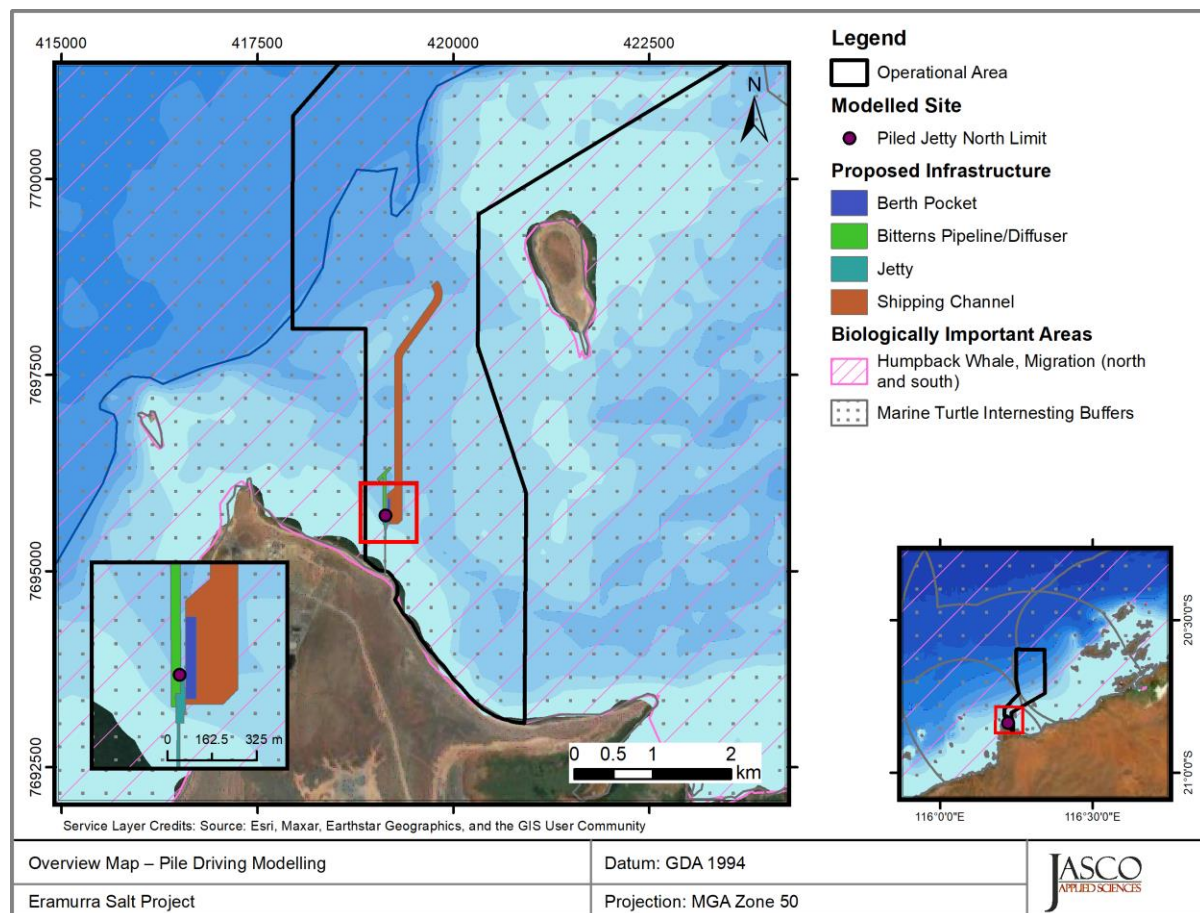 415000 417500 420000 422500
7700000
7697500
7695000
7692500
N
0 162.5 325 m
0 0.5 1 2
km
Service Layer Credits: Source: Esri, Maxar, Earthstar Geographics, and the GIS User Community
Legend
Operational Area
Modelled Site
Piled Jetty North Limit
Proposed Infrastructure
Berth Pocket
Bitterns Pipeline/Diffuser
Jetty
Shipping Channel
Biologically Important Areas
Humpback Whale, Migration (north
and south)
Marine Turtle Internesting Buffers
20°30'0"S
21°0'0"S
116°0'0"E 116°30'0"E
Overview Map – Pile Driving Modelling
Datum: GDA 1994
Eramurra Salt Project
Projection: MGA Zone 50
JASCO
APPLIED SCIENCES